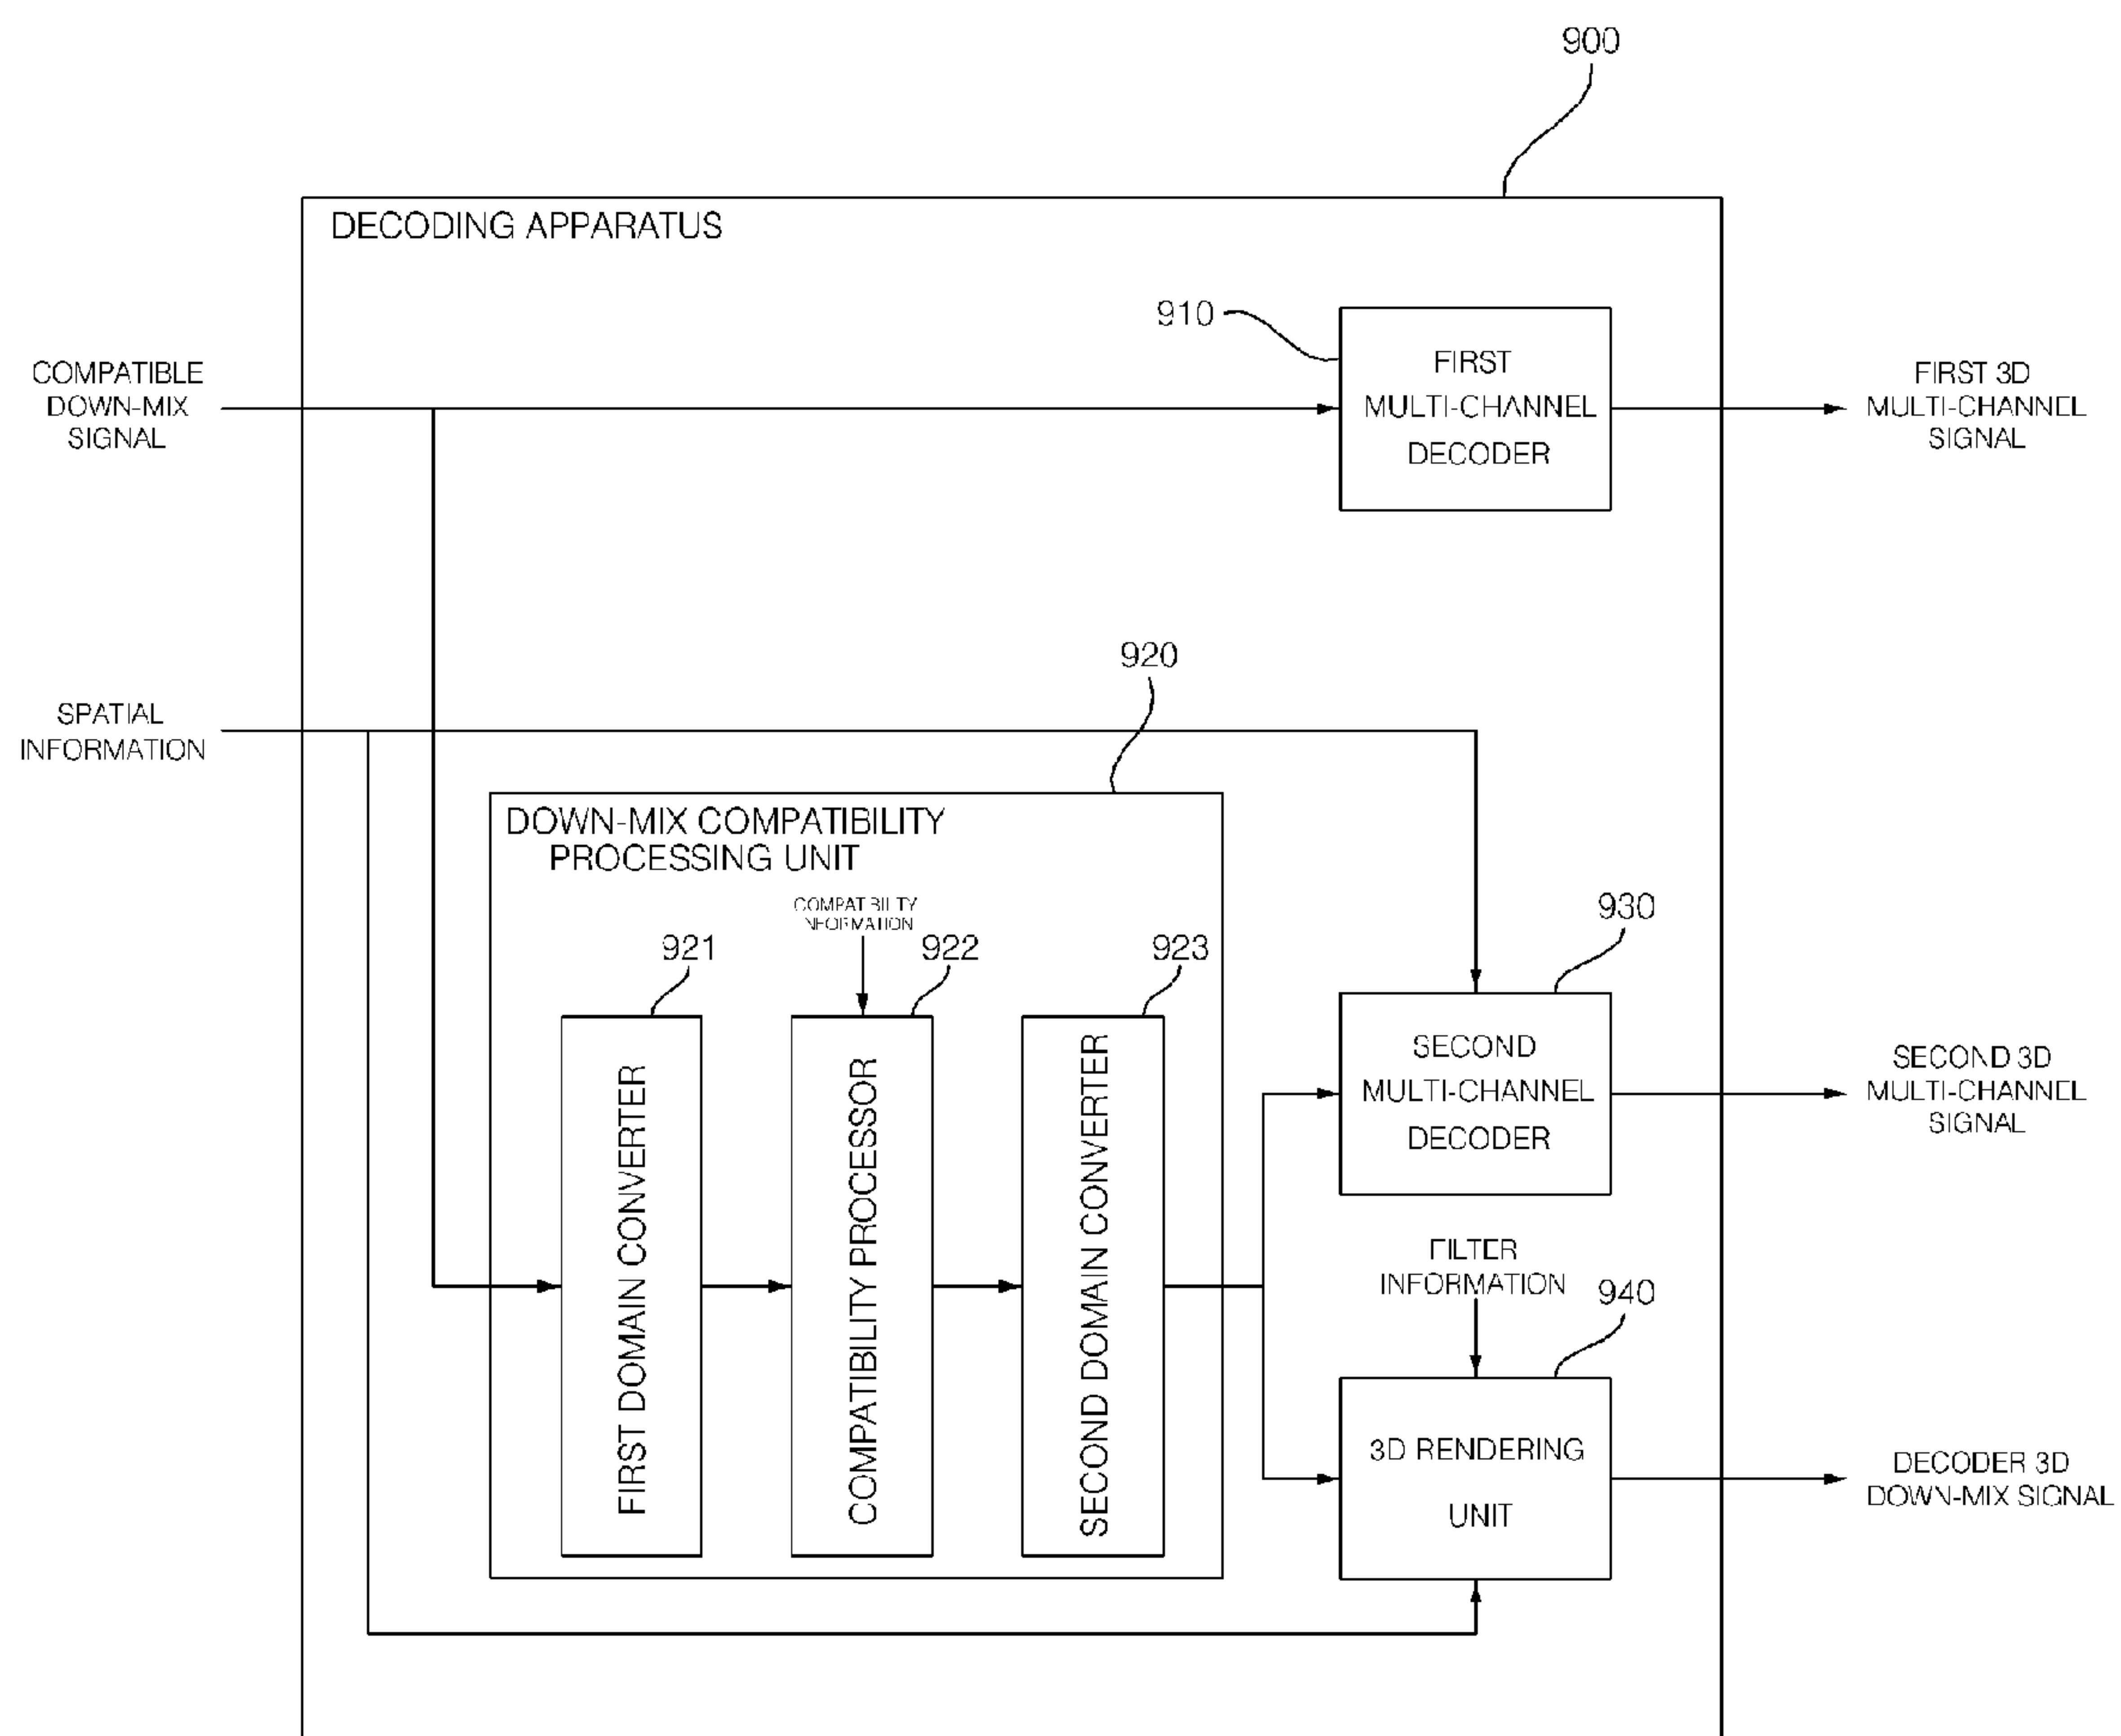 900
DECODING APPARATUS
910
FIRST
MULTI-CHANNEL
DECODER
COMPATIBLE
DOWN-MIX
SIGNAL
FIRST 3D
MULTI-CHANNEL
SIGNAL
920
SPATIAL
INFORMATION
DOWN-MIX COMPATIBILITY
PROCESSING UNIT
COMPATIBILITY
INFORMATION
921
922
923
FIRST DOMAIN CONVERTER
COMPATIBILITY PROCESSOR
SECOND DOMAIN CONVERTER
930
SECOND
MULTI-CHANNEL
DECODER
SECOND 3D
MULTI-CHANNEL
SIGNAL
FILTER
INFORMATION
940
3D RENDERING
UNIT
DECODER 3D
DOWN-MIX SIGNAL